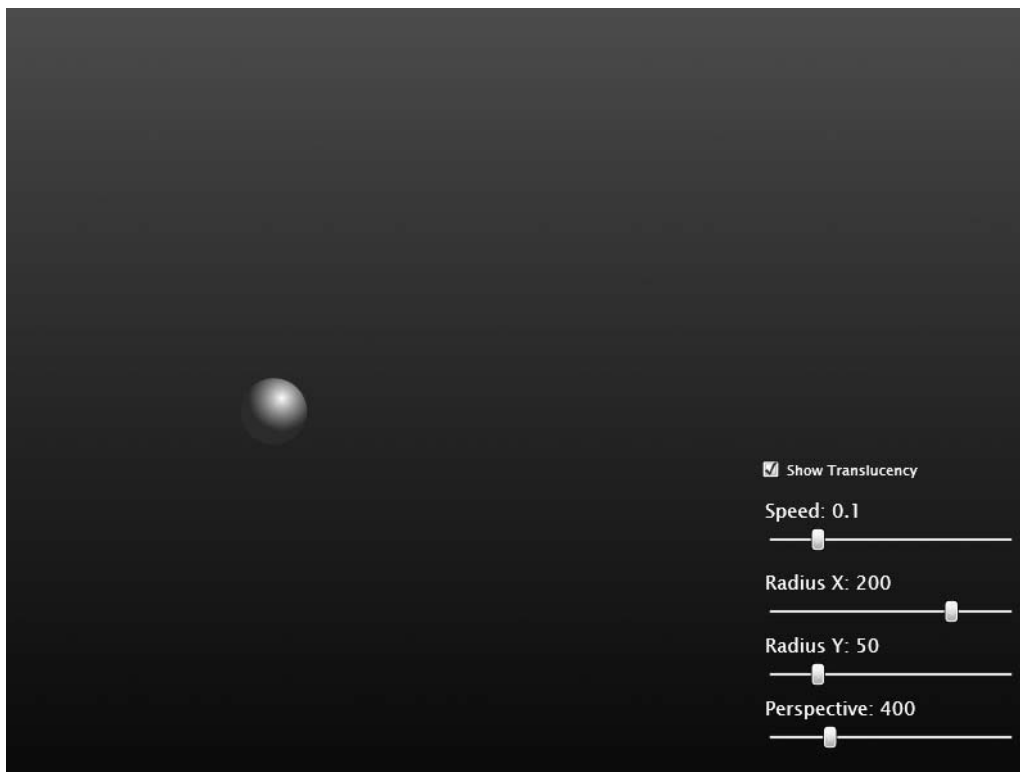 Show Translucency
Speed: 0.1
Radius X: 200
Radius Y: 50
Perspective: 400